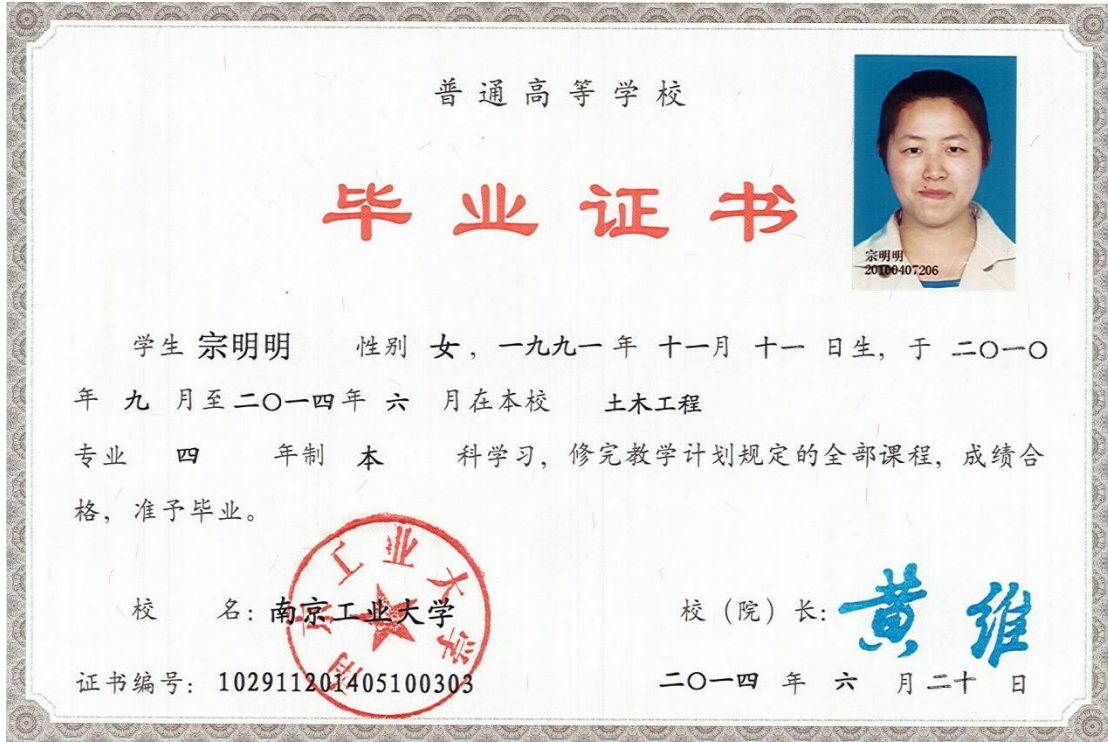 普通高等学校
毕业证书
宗明明
20100407206
学生 宗明明 性别 女，一九九一年 十一月 十一 日生，于 二〇一〇
年 九 月至二〇一四年 六 月在本校 土木工程
专业 四 年制 本 科学习，修完教学计划规定的全部课程，成绩合
格，准予毕业。
南京工业大学
校 名：南京工业大学
校（院）长：黄维
证书编号：102911201405100303
二〇一四 年 六 月二十 日